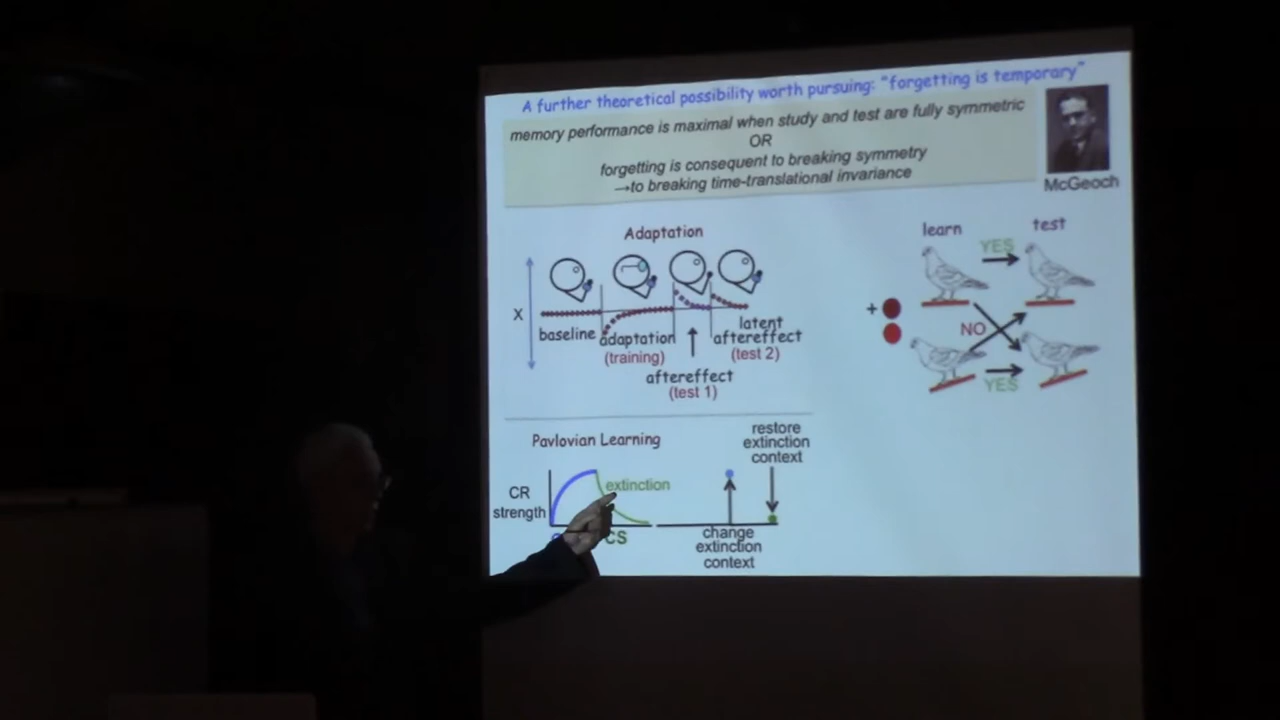 A further theoretical possibility worth pursuing: "forgetting is temporary"
memory performance is maximal when study and test are fully symmetric
OR
forgetting is consequent to breaking symmetry
→to breaking time-translational invariance
McGeoch
Adaptation
X
baseline
adaptation
(training)
aftereffect
(test 1)
latent
aftereffect
(test 2)
learn
test
YES
+
NO
YES
Pavlovian Learning
CR
strength
extinction
CS
change
extinction
context
restore
extinction
context